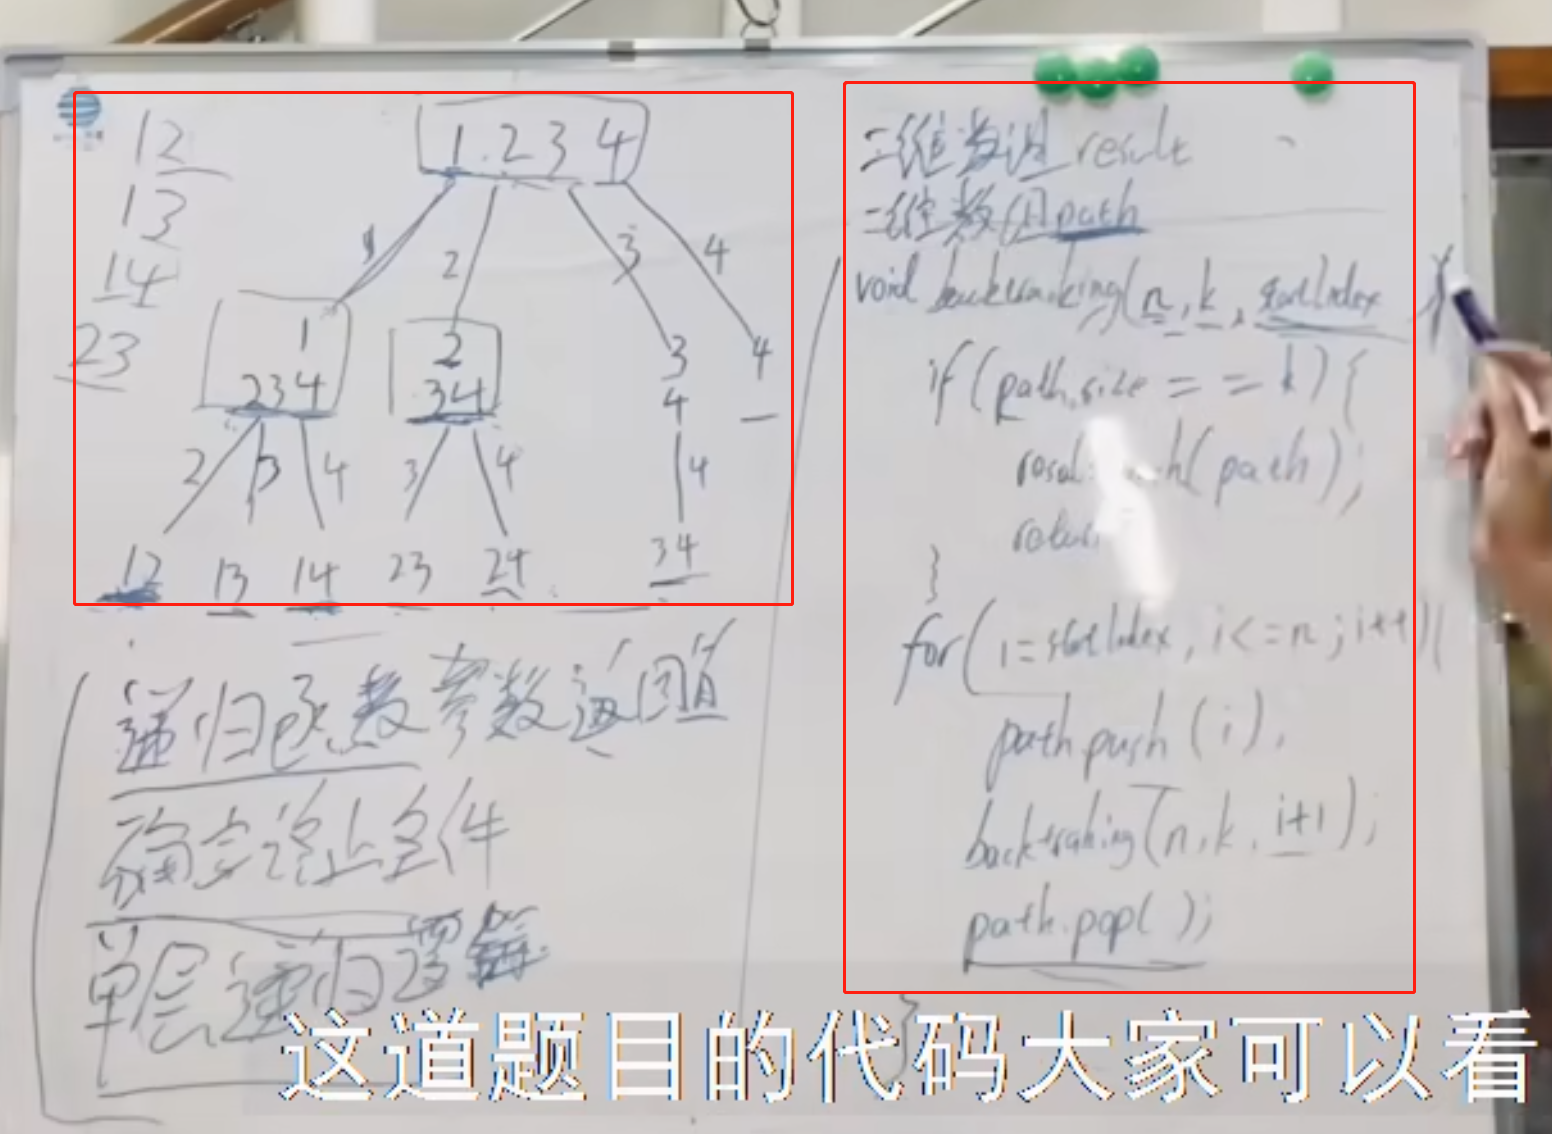 12
13
14
23
1.2 3 4
1
2
3
4
1
234
2
34
3
4
4
—
2
3
4
3
4
4
12
13
14
23
24
34
递归函数参数返回值
确定终止条件
单层递归逻辑
二维数组 result
一维数组 path
void backtracking(n, k, startIndex){
if(path.size == k){
result.push(path);
return
}
for(i=startIndex, i<=n; i++){
path.push(i),
backtraking(n, k, i+1);
path.pop();
}
这道题目的代码大家可以看